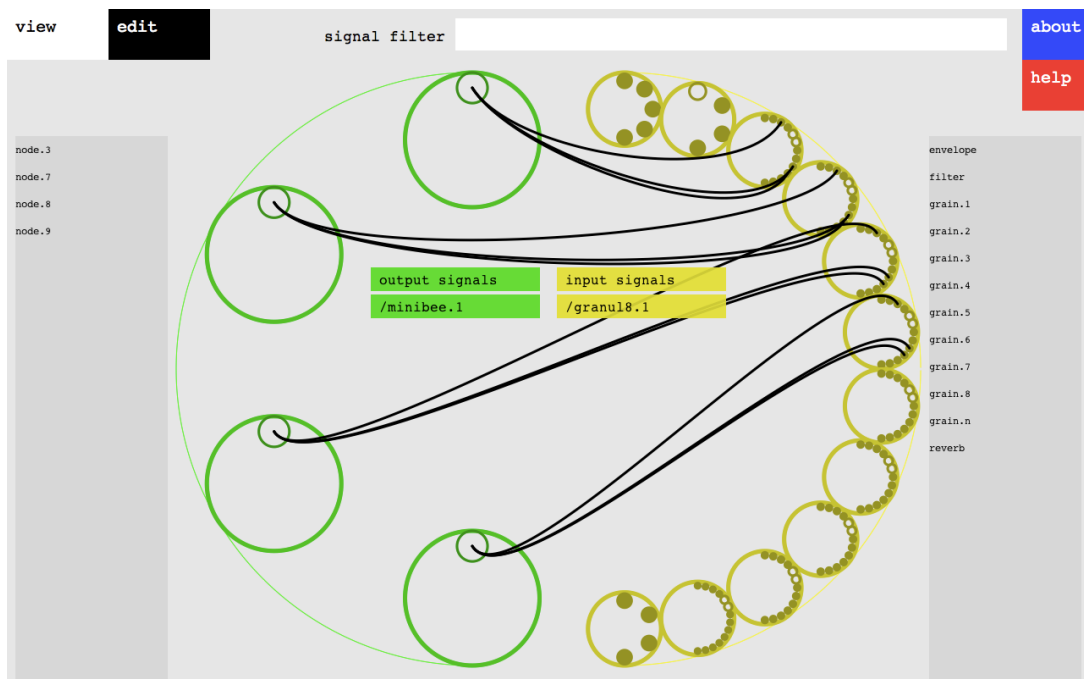 view
edit
signal filter
about
help
node.3
node.7
node.8
node.9
output signals
input signals
/minibee.1
/granul8.1
envelope
filter
grain.1
grain.2
grain.3
grain.4
grain.5
grain.6
grain.7
grain.8
grain.n
reverb